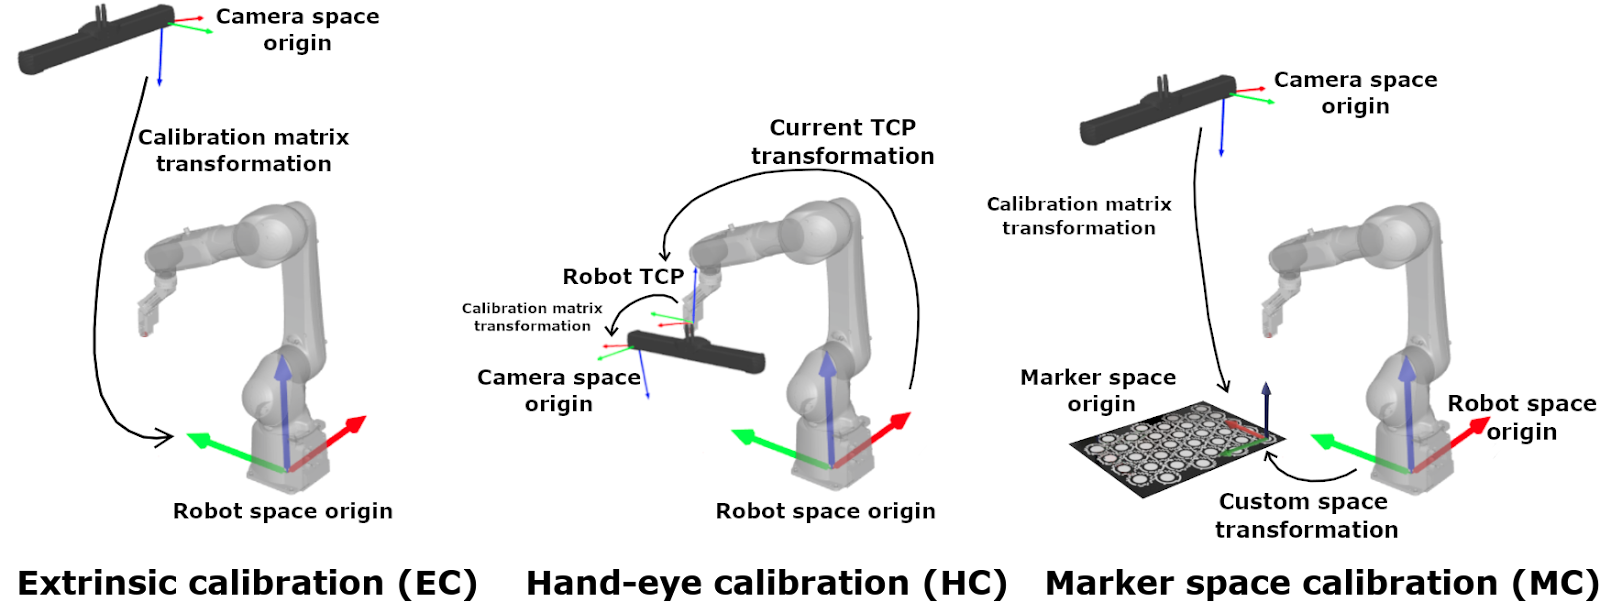 Camera space
origin
Calibration matrix
transformation
Robot space origin
Extrinsic calibration (EC)
Current TCP
transformation
Robot TCP
Calibration matrix
transformation
Camera space
origin
Robot space origin
Hand-eye calibration (HC)
Camera space
origin
Calibration matrix
transformation
Marker space
origin
Robot space
origin
Custom space
transformation
Marker space calibration (MC)